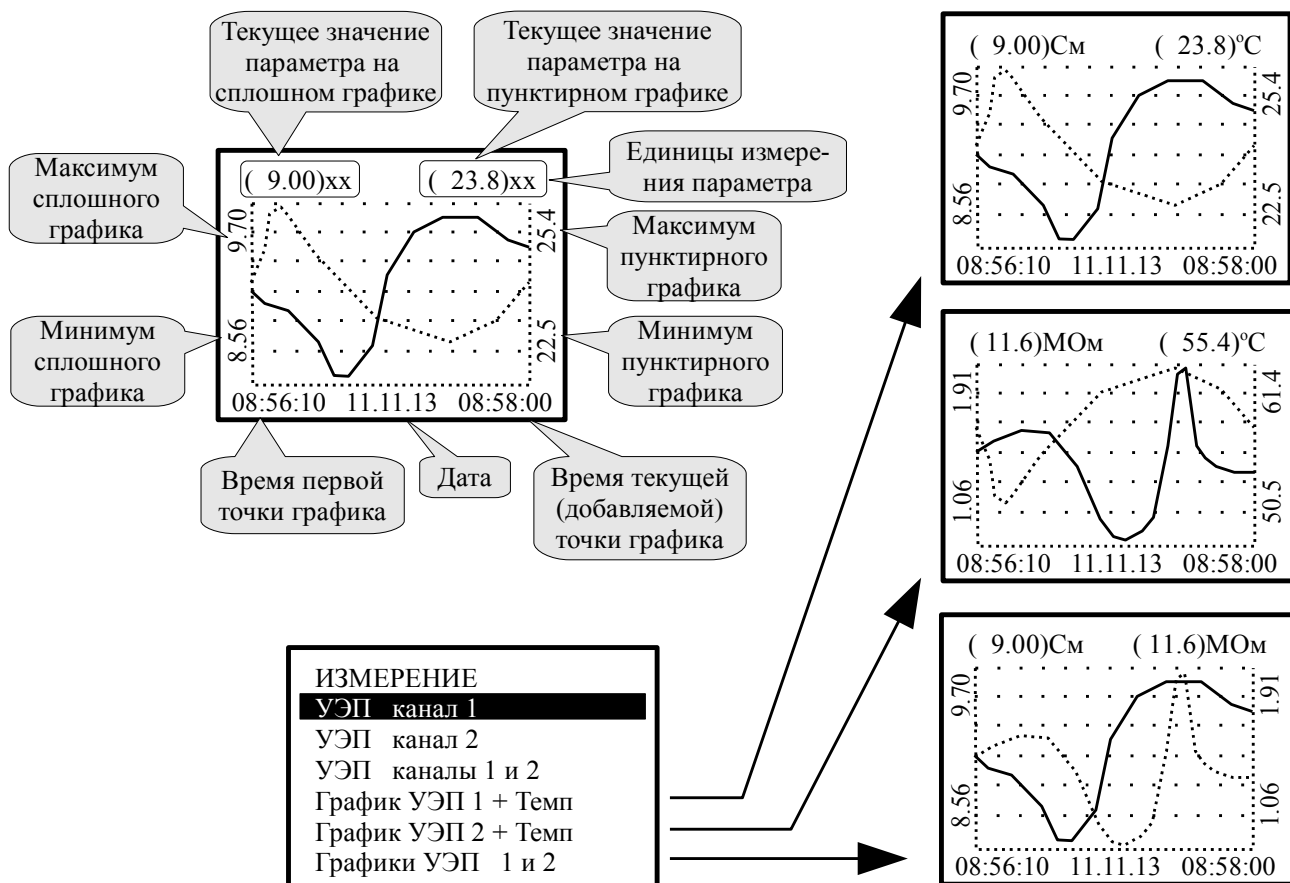 Текущее значение
параметра на
сплошном графике
Текущее значение
параметра на
пунктирном графике
Максимум
сплошного
графика
Единицы измере-
ния параметра
Минимум
сплошного
графика
Максимум
пунктирного
графика
Минимум
пунктирного
графика
( 9.00)хх ( 23.8)хх
9.70
25.4
8.56
22.5
08:56:10 11.11.13 08:58:00
Время первой
точки графика
Дата
Время текущей
(добавляемой)
точки графика
( 9.00)См ( 23.8)°С
9.70
25.4
8.56
22.5
08:56:10 11.11.13 08:58:00
( 11.6)МОм ( 55.4)°С
1.91
61.4
1.06
50.5
08:56:10 11.11.13 08:58:00
( 9.00)См ( 11.6)МОм
9.70
1.91
8.56
1.06
08:56:10 11.11.13 08:58:00
ИЗМЕРЕНИЕ
УЭП канал 1
УЭП канал 2
УЭП каналы 1 и 2
График УЭП 1 + Темп
График УЭП 2 + Темп
Графики УЭП 1 и 2